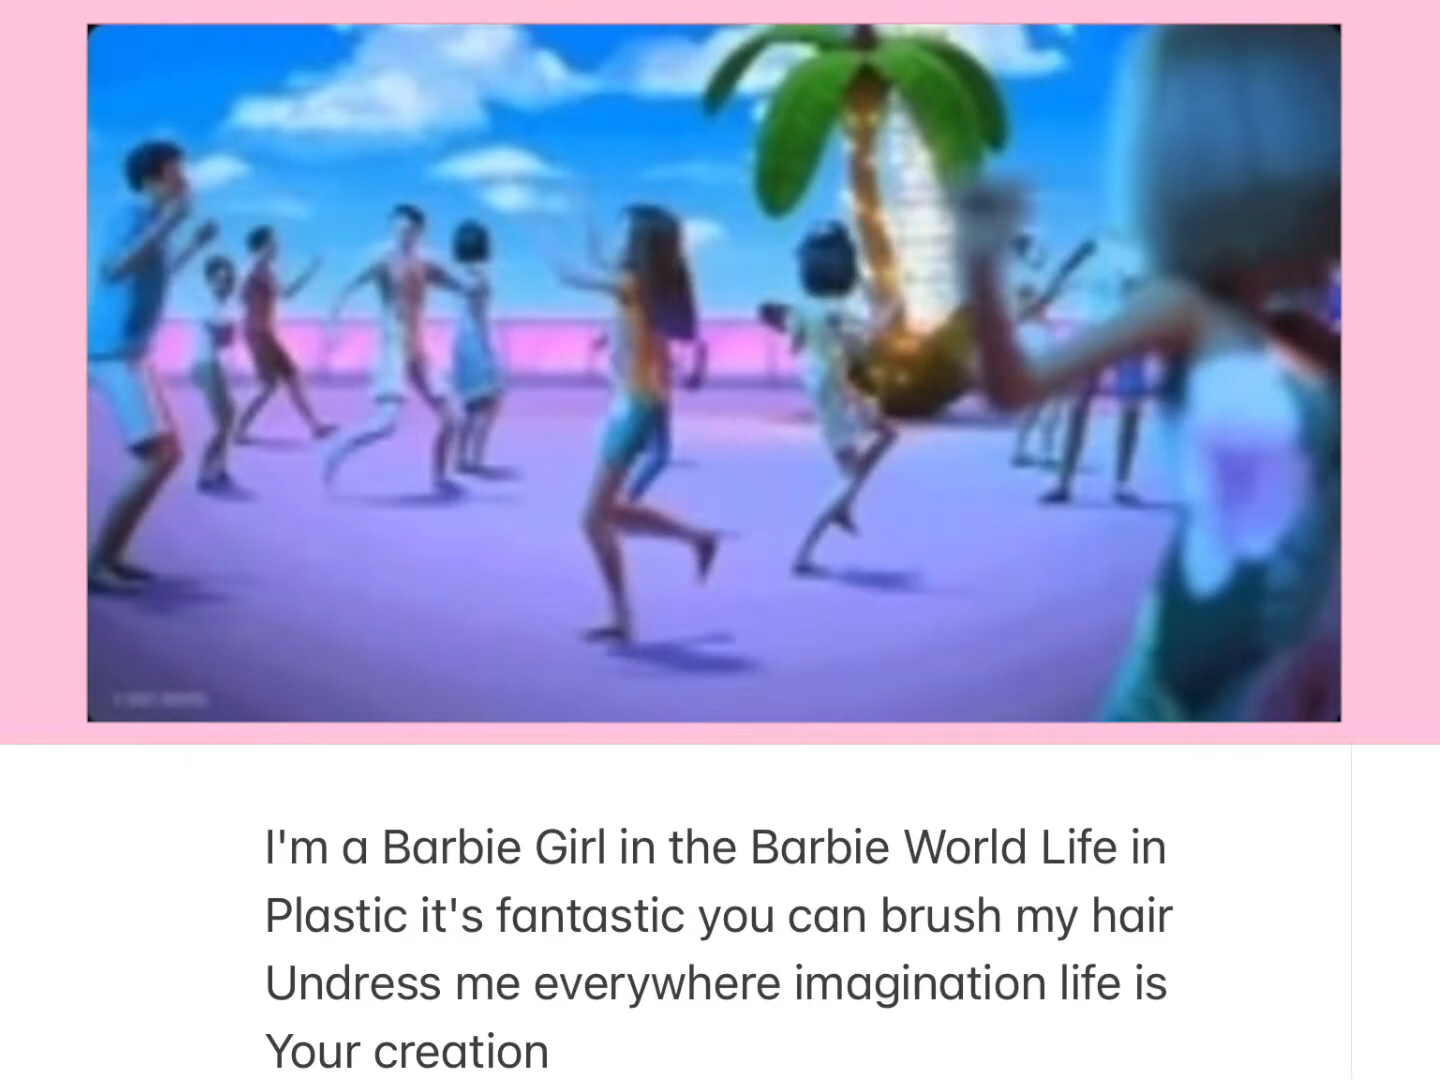 I'm a Barbie Girl in the Barbie World Life in
Plastic it's fantastic you can brush my hair
Undress me everywhere imagination life is
Your creation